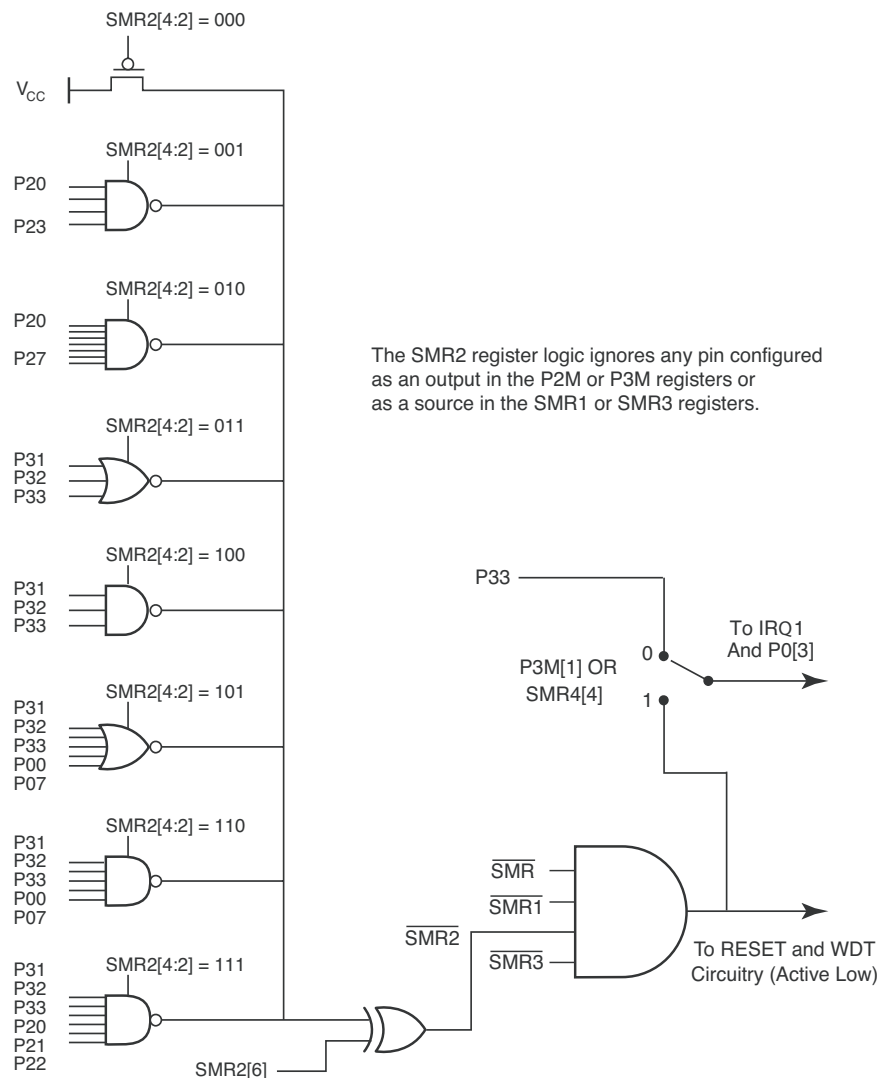 SMR2[4:2] = 000
VCC
SMR2[4:2] = 001
P20
P23
SMR2[4:2] = 010
P20
P27
The SMR2 register logic ignores any pin configured
as an output in the P2M or P3M registers or
as a source in the SMR1 or SMR3 registers.
SMR2[4:2] = 011
P31
P32
P33
SMR2[4:2] = 100
P31
P32
P33
P33
To IRQ1
And P0[3]
0
P3M[1] OR
SMR4[4]
1
SMR2[4:2] = 101
P31
P32
P33
P00
P07
SMR2[4:2] = 110
P31
P32
P33
P00
P07
S̅M̅R̅
S̅M̅R̅1̅
S̅M̅R̅2̅
S̅M̅R̅3̅
To RESET and WDT
Circuitry (Active Low)
SMR2[4:2] = 111
P31
P32
P33
P20
P21
P22
SMR2[6]